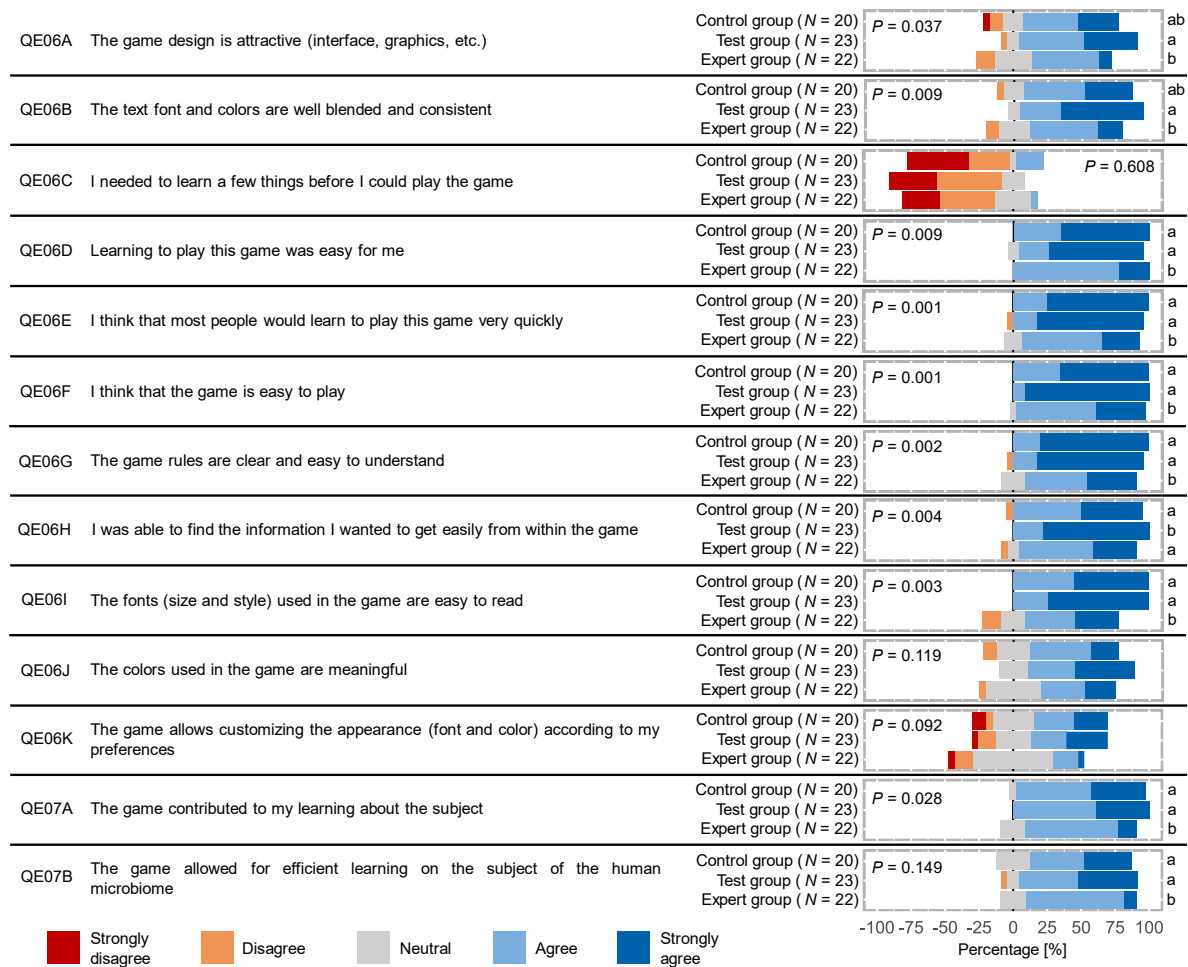 QE06A The game design is attractive (interface, graphics, etc.)
Control group (N = 20) ab
Test group (N = 23) a
Expert group (N = 22) b
P = 0.037
QE06B The text font and colors are well blended and consistent
Control group (N = 20) ab
Test group (N = 23) a
Expert group (N = 22) b
P = 0.009
QE06C I needed to learn a few things before I could play the game
Control group (N = 20)
Test group (N = 23)
Expert group (N = 22)
P = 0.608
QE06D Learning to play this game was easy for me
Control group (N = 20) a
Test group (N = 23) a
Expert group (N = 22) b
P = 0.009
QE06E I think that most people would learn to play this game very quickly
Control group (N = 20) a
Test group (N = 23) a
Expert group (N = 22) b
P = 0.001
QE06F I think that the game is easy to play
Control group (N = 20) a
Test group (N = 23) a
Expert group (N = 22) b
P = 0.001
QE06G The game rules are clear and easy to understand
Control group (N = 20) a
Test group (N = 23) a
Expert group (N = 22) b
P = 0.002
QE06H I was able to find the information I wanted to get easily from within the game
Control group (N = 20) a
Test group (N = 23) b
Expert group (N = 22) a
P = 0.004
QE06I The fonts (size and style) used in the game are easy to read
Control group (N = 20) a
Test group (N = 23) a
Expert group (N = 22) b
P = 0.003
QE06J The colors used in the game are meaningful
Control group (N = 20)
Test group (N = 23)
Expert group (N = 22)
P = 0.119
QE06K The game allows customizing the appearance (font and color) according to my
preferences
Control group (N = 20)
Test group (N = 23)
Expert group (N = 22)
P = 0.092
QE07A The game contributed to my learning about the subject
Control group (N = 20) a
Test group (N = 23) a
Expert group (N = 22) b
P = 0.028
QE07B The game allowed for efficient learning on the subject of the human
microbiome
Control group (N = 20) a
Test group (N = 23) a
Expert group (N = 22) b
P = 0.149
-100 -75 -50 -25 0 25 50 75 100
Percentage [%]
Strongly
disagree
Disagree
Neutral
Agree
Strongly
agree